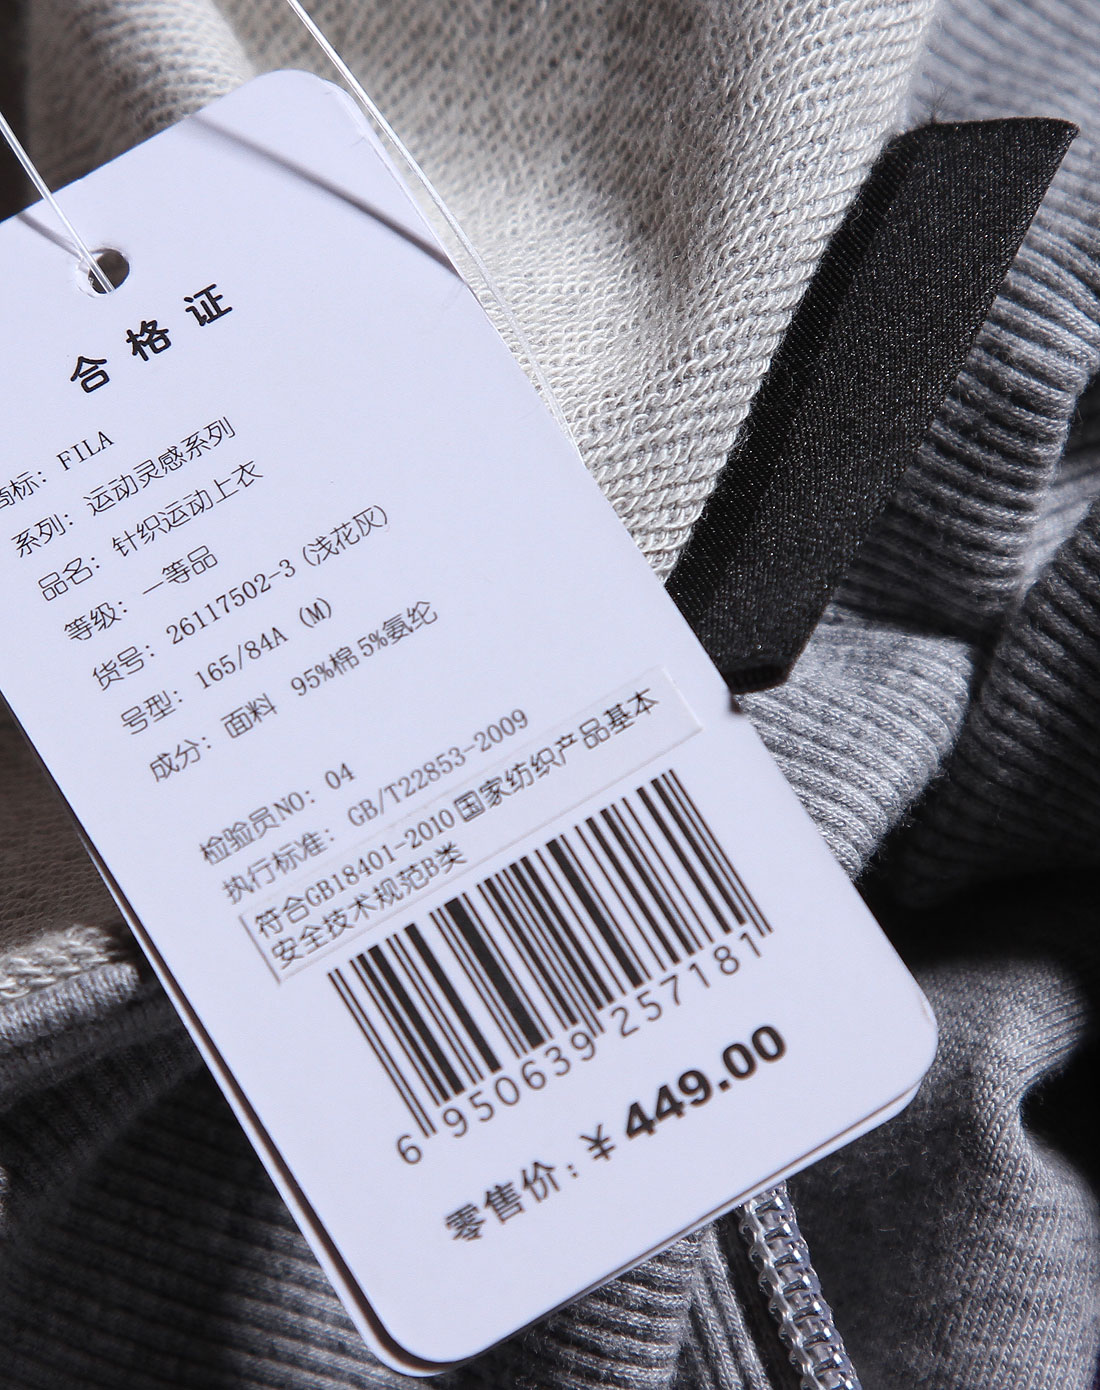 合格证
商标：FILA
系列：运动灵感系列
品名：针织运动上衣
等级：一等品
货号：26117502-3 (浅花灰)
号型：165/84A (M)
成分：面料 95%棉5%氨纶
检验员NO：04
执行标准：GB/T22853-2009
符合GB18401-2010国家纺织产品基本
安全技术规范B类
6 950639 257181
零售价：¥449.00